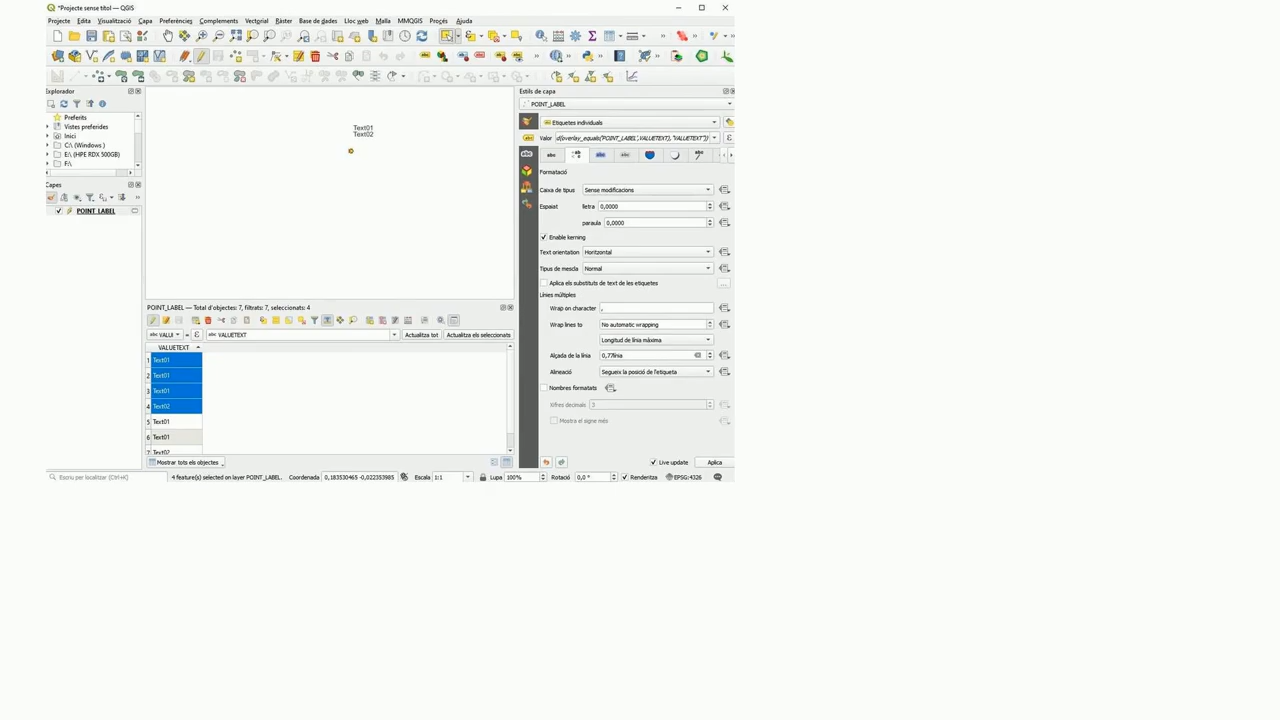 *Projecte sense títol — QGIS
Projecte Edita Visualització Capa Preferències Complements Vectorial Ràster Base de dades Lloc web Malla MMQGIS Procés Ajuda
Explorador
Preferits
Vistes preferides
Inici
C:\ (Windows )
E:\ (HPE RDX 500GB)
F:\
Capes
POINT_LABEL
Text01
Text02
POINT_LABEL — Total d'objectes: 7, filtrats: 7, seleccionats: 4
abc VALU = ε abc VALUETEXT Actualitza tot Actualitza els seleccionats
VALUETEXT
1 Text01
2 Text01
3 Text01
4 Text02
5 Text01
6 Text01
7 Text02
Mostrar tots els objectes
Estils de capa
POINT_LABEL
Etiquetes individuals
Valor d(overlay_equals('POINT_LABEL',VALUETEXT), "VALUETEXT"))
Formatació
Caixa de tipus Sense modificacions
Espaiat lletra 0,0000
paraula 0,0000
Enable kerning
Text orientation Horitzontal
Tipus de mescla Normal
Aplica els substituts de text de les etiquetes
Línies múltiples
Wrap on character ,
Wrap lines to No automatic wrapping
Longitud de línia màxima
Alçada de la línia 0,77línia
Alineació Segueix la posició de l'etiqueta
Nombres formatats
Xifres decimals 3
Mostra el signe més
Live update Aplica
Escriu per localitzar (Ctrl+K) 4 feature(s) selected on layer POINT_LABEL. Coordenada 0,183530465 -0,022353985 Escala 1:1 Lupa 100% Rotació 0,0 ° Renderitza EPSG:4326